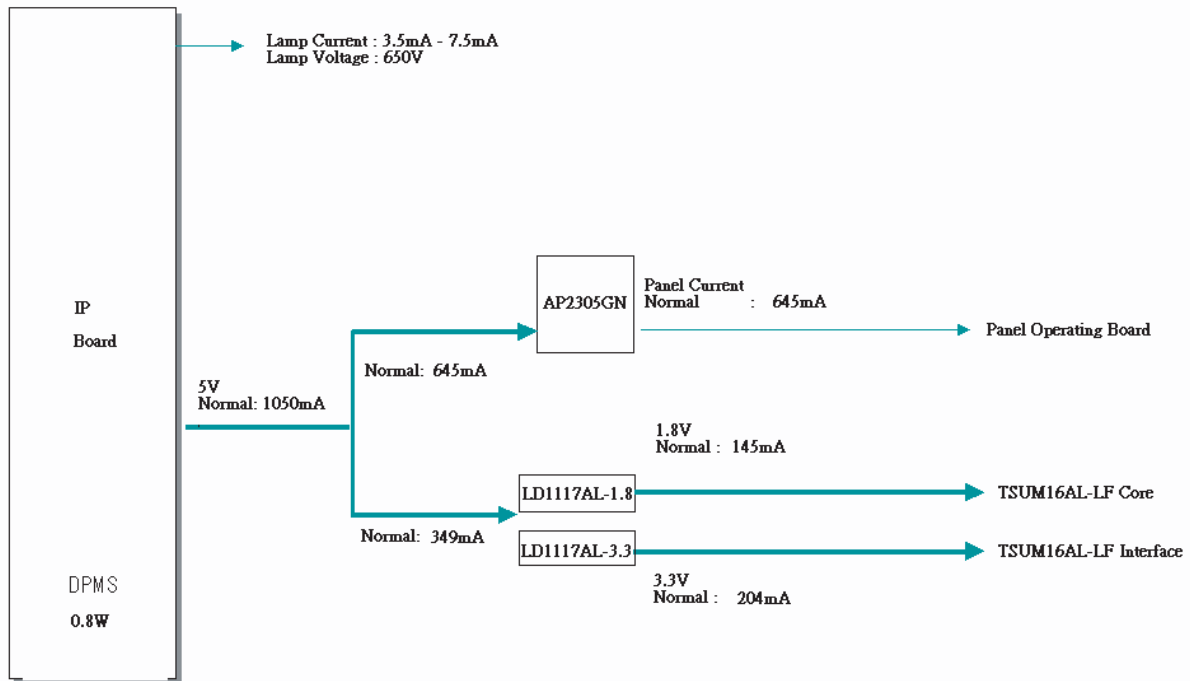 Lamp Current : 3.5mA - 7.5mA
Lamp Voltage : 650V
IP
Board
AP2305GN
Panel Current
Normal : 645mA
Panel Operating Board
Normal: 645mA
5V
Normal: 1050mA
1.8V
Normal : 145mA
LD1117AL-1.8
TSUM16AL-LF Core
Normal: 349mA
LD1117AL-3.3
TSUM16AL-LF Interface
3.3V
Normal : 204mA
DPMS
0.8W